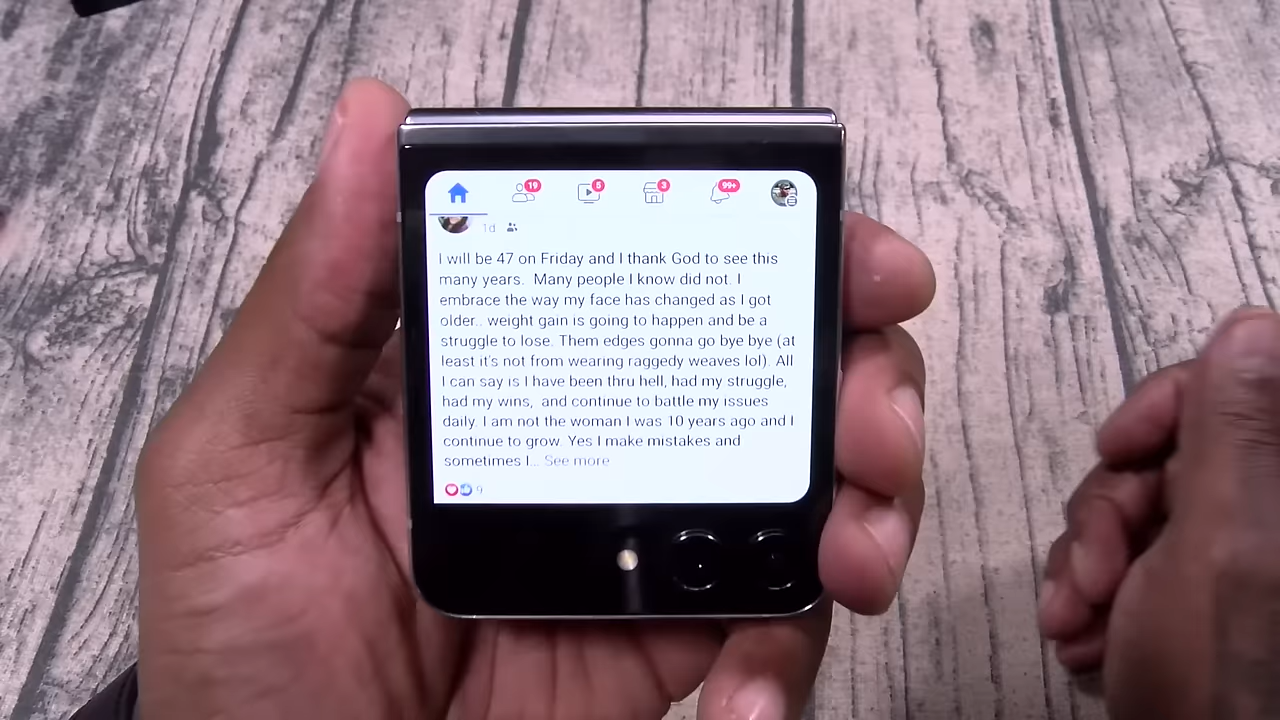 19 5 3 99+
1d
I will be 47 on Friday and I thank God to see this
many years. Many people I know did not. I
embrace the way my face has changed as I got
older.. weight gain is going to happen and be a
struggle to lose. Them edges gonna go bye bye (at
least it's not from wearing raggedy weaves lol). All
I can say is I have been thru hell, had my struggle,
had my wins, and continue to battle my issues
daily. I am not the woman I was 10 years ago and I
continue to grow. Yes I make mistakes and
sometimes I... See more
9